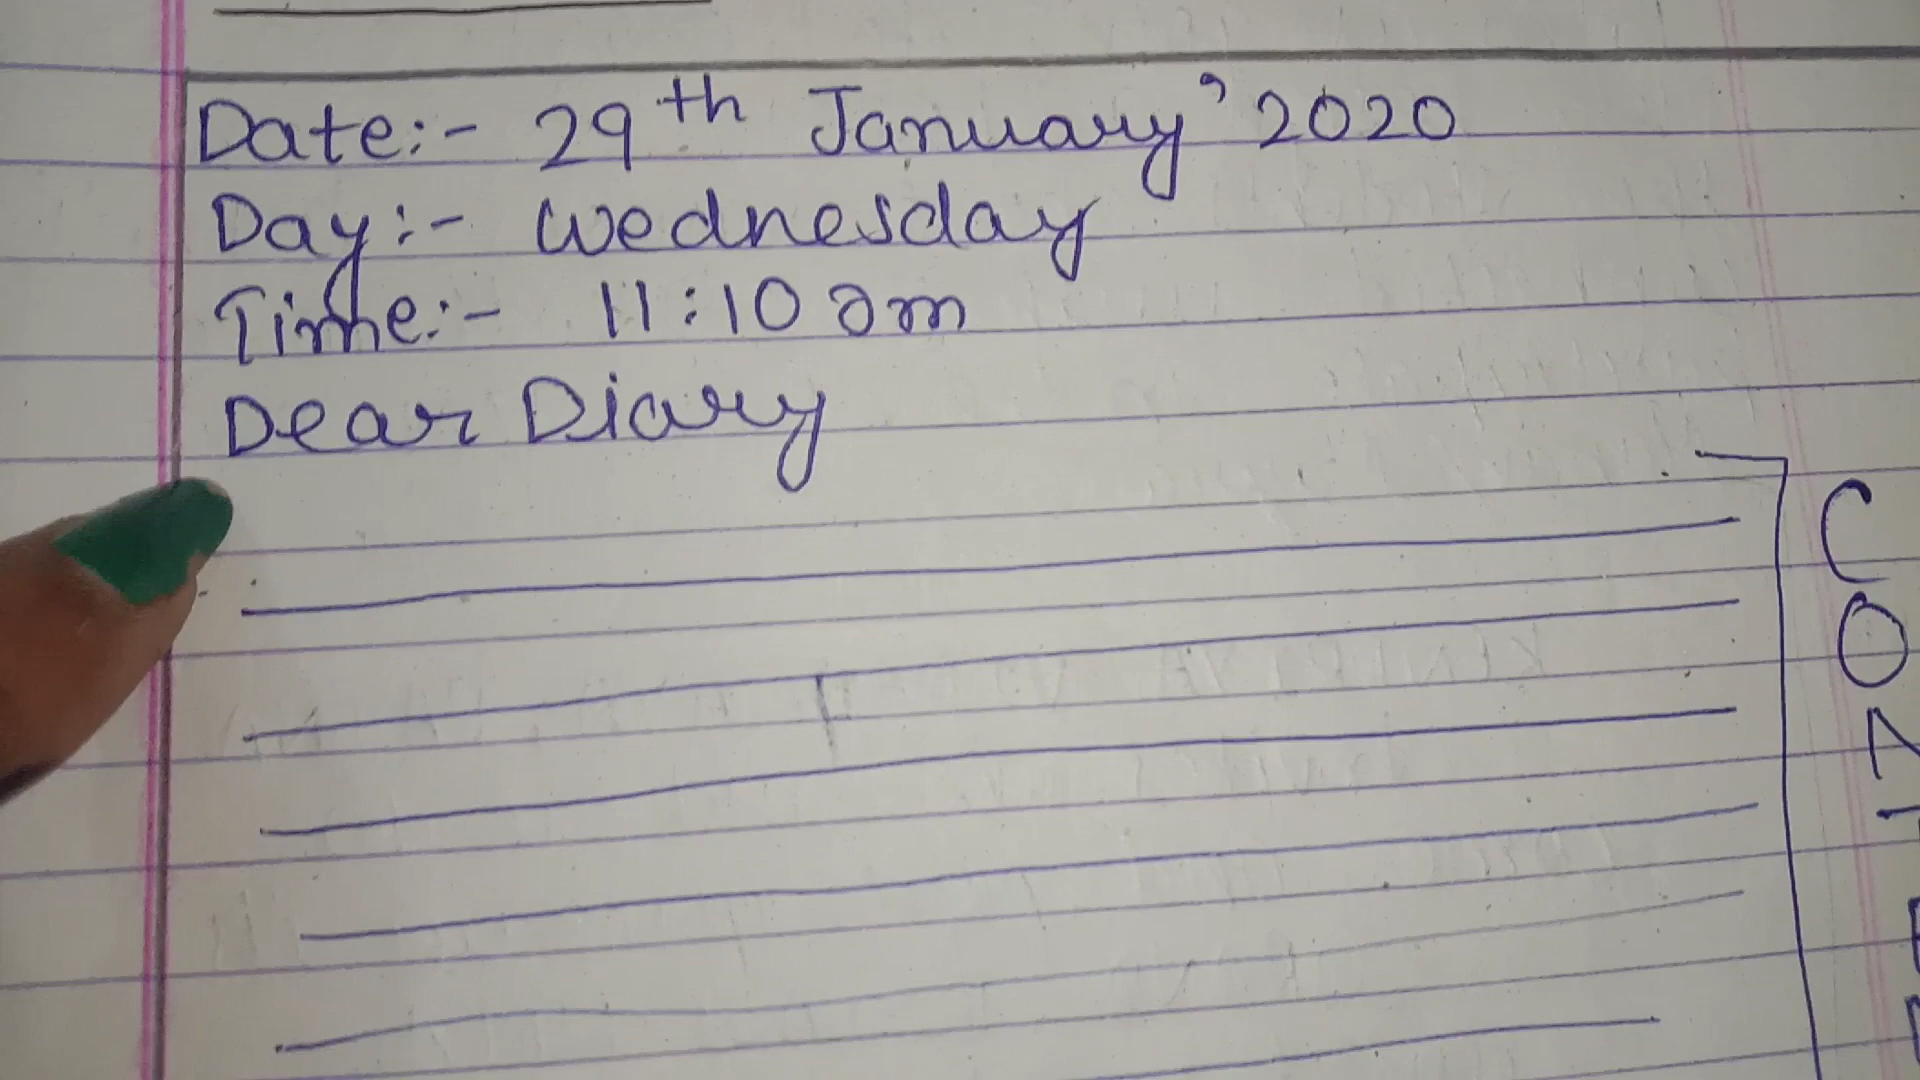 Date:- 29th January' 2020
Day:- Wednesday
Time:- 11:10 am
Dear Diary